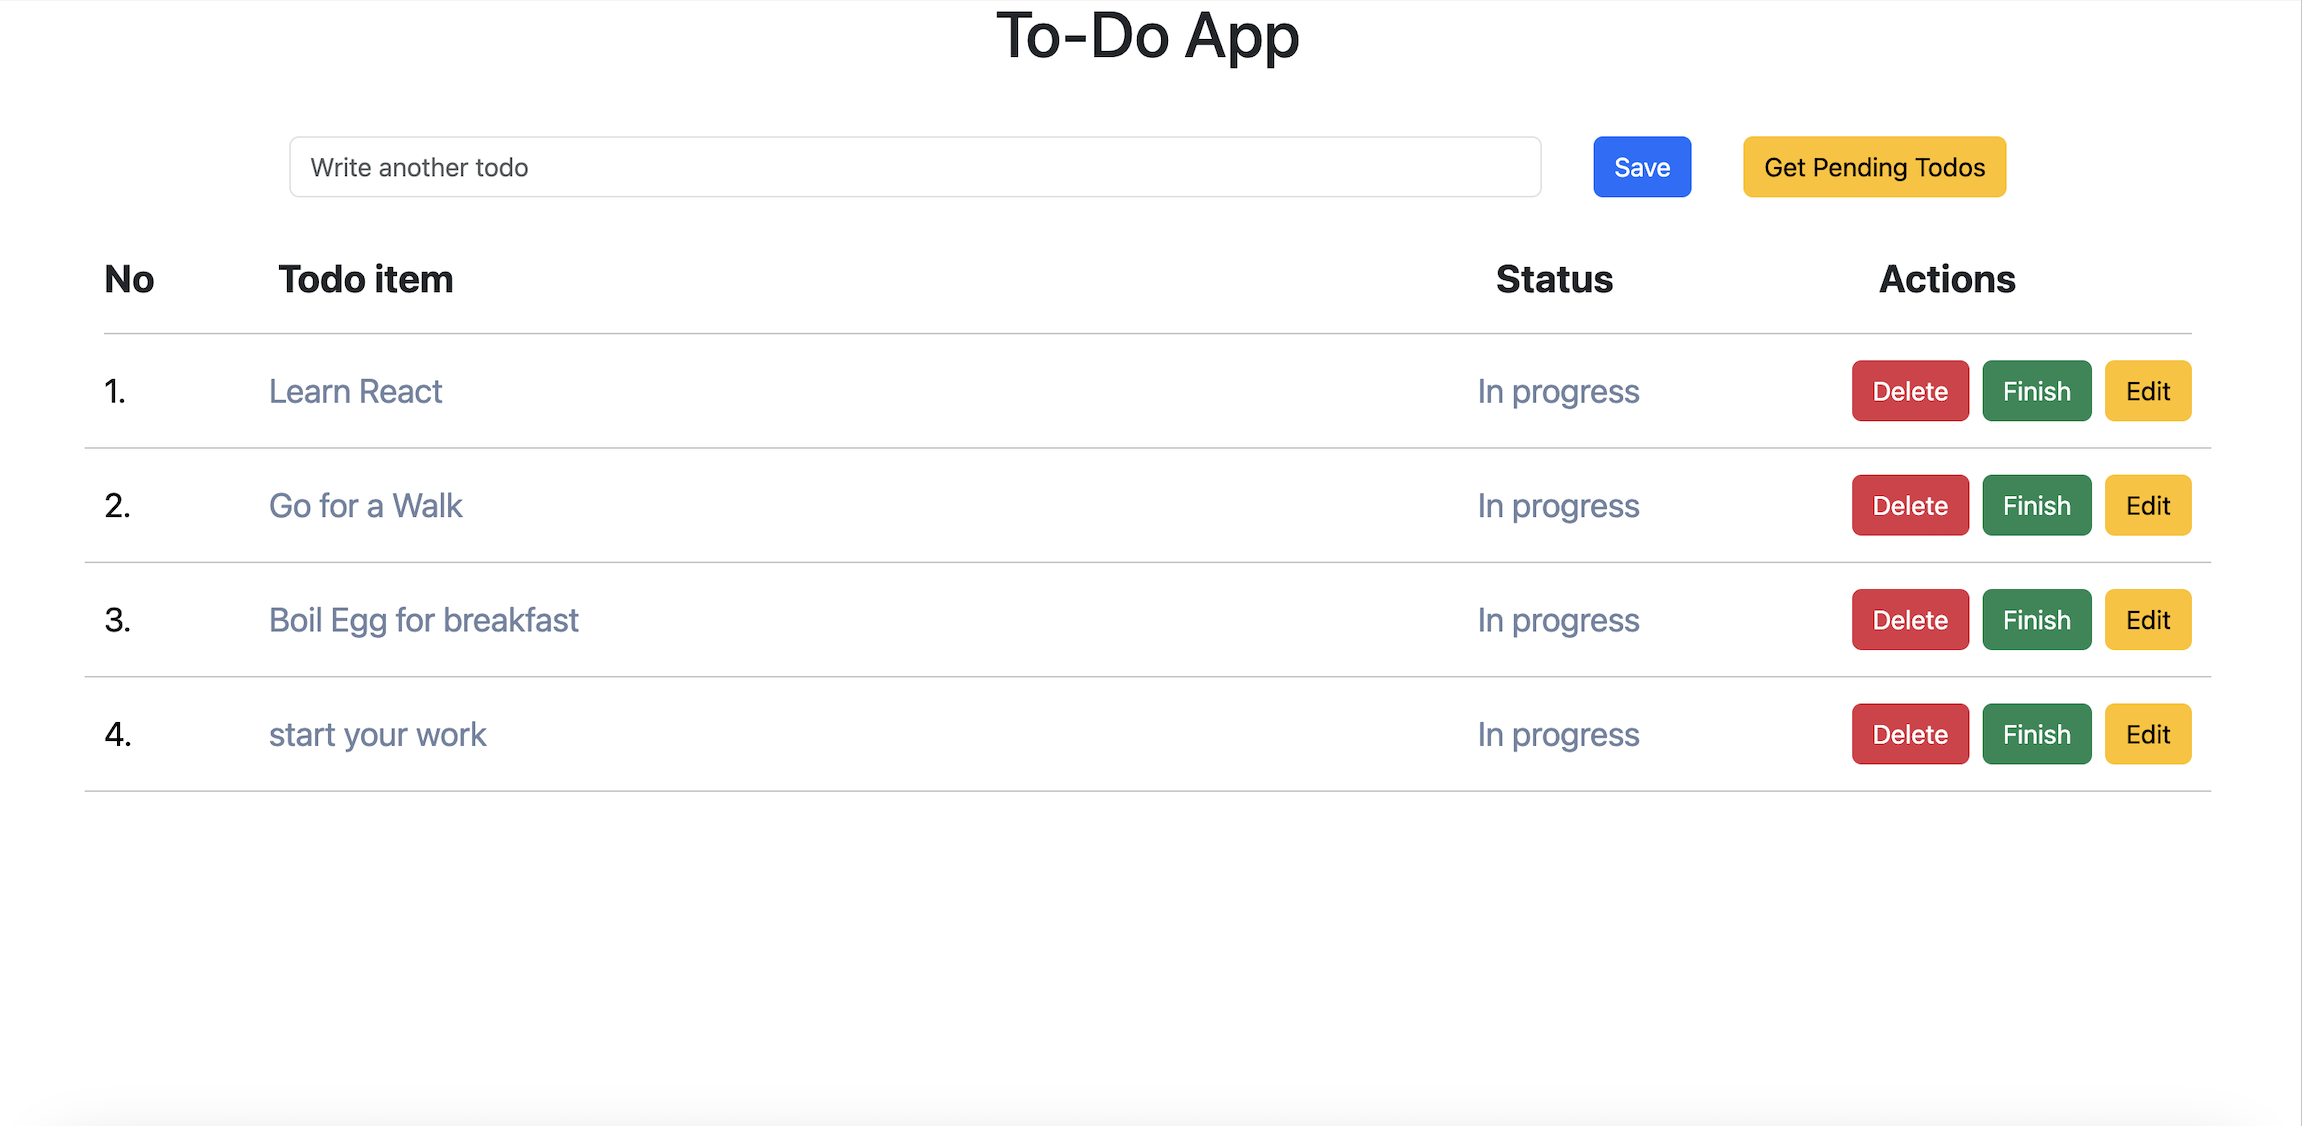 To-Do App
Write another todo Save Get Pending Todos
No Todo item Status Actions
1. Learn React In progress Delete Finish Edit
2. Go for a Walk In progress Delete Finish Edit
3. Boil Egg for breakfast In progress Delete Finish Edit
4. start your work In progress Delete Finish Edit